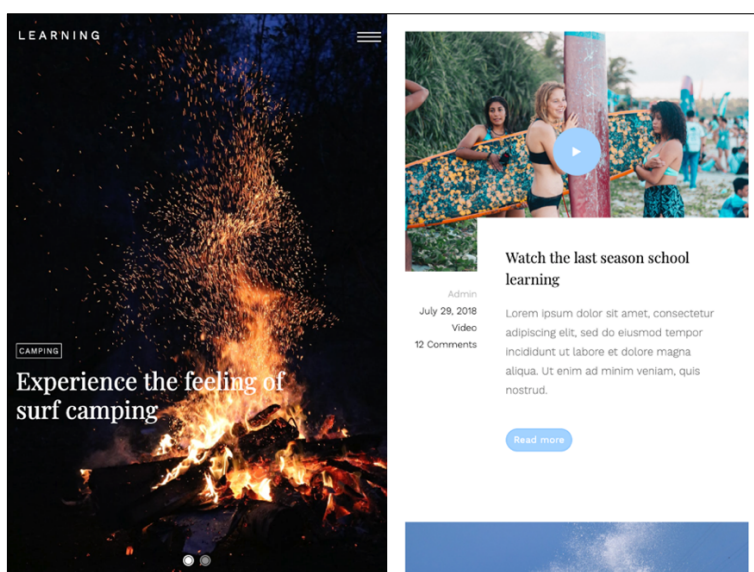 LEARNING
CAMPING
Experience the feeling of
surf camping
Watch the last season school
learning
Admin
July 29, 2018
Video
12 Comments
Lorem ipsum dolor sit amet, consectetur
adipiscing elit, sed do eiusmod tempor
incididunt ut labore et dolore magna
aliqua. Ut enim ad minim veniam, quis
nostrud.
Read more